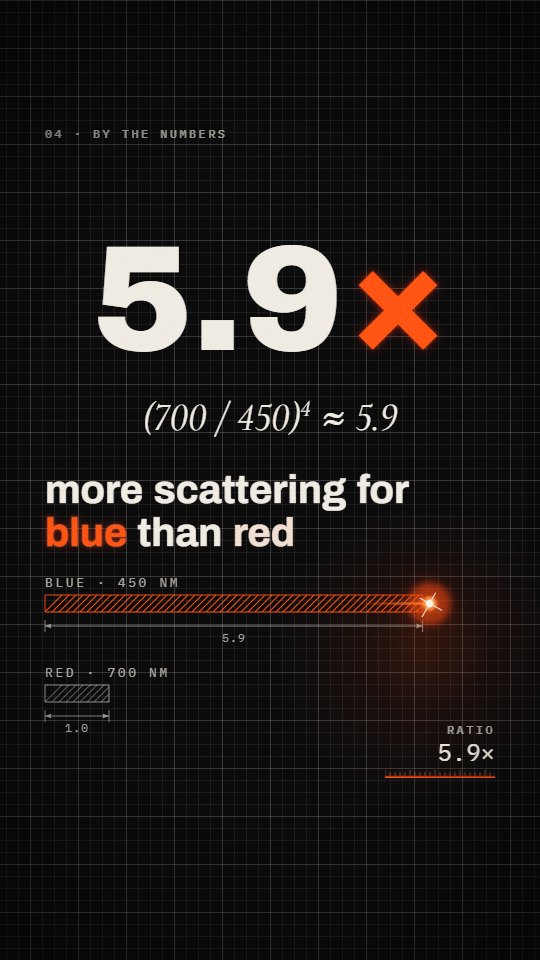 04 · BY THE NUMBERS
5.9×
(700 / 450)⁴ ≈ 5.9
more scattering for
blue than red
BLUE · 450 NM
5.9
RED · 700 NM
1.0
RATIO
5.9×